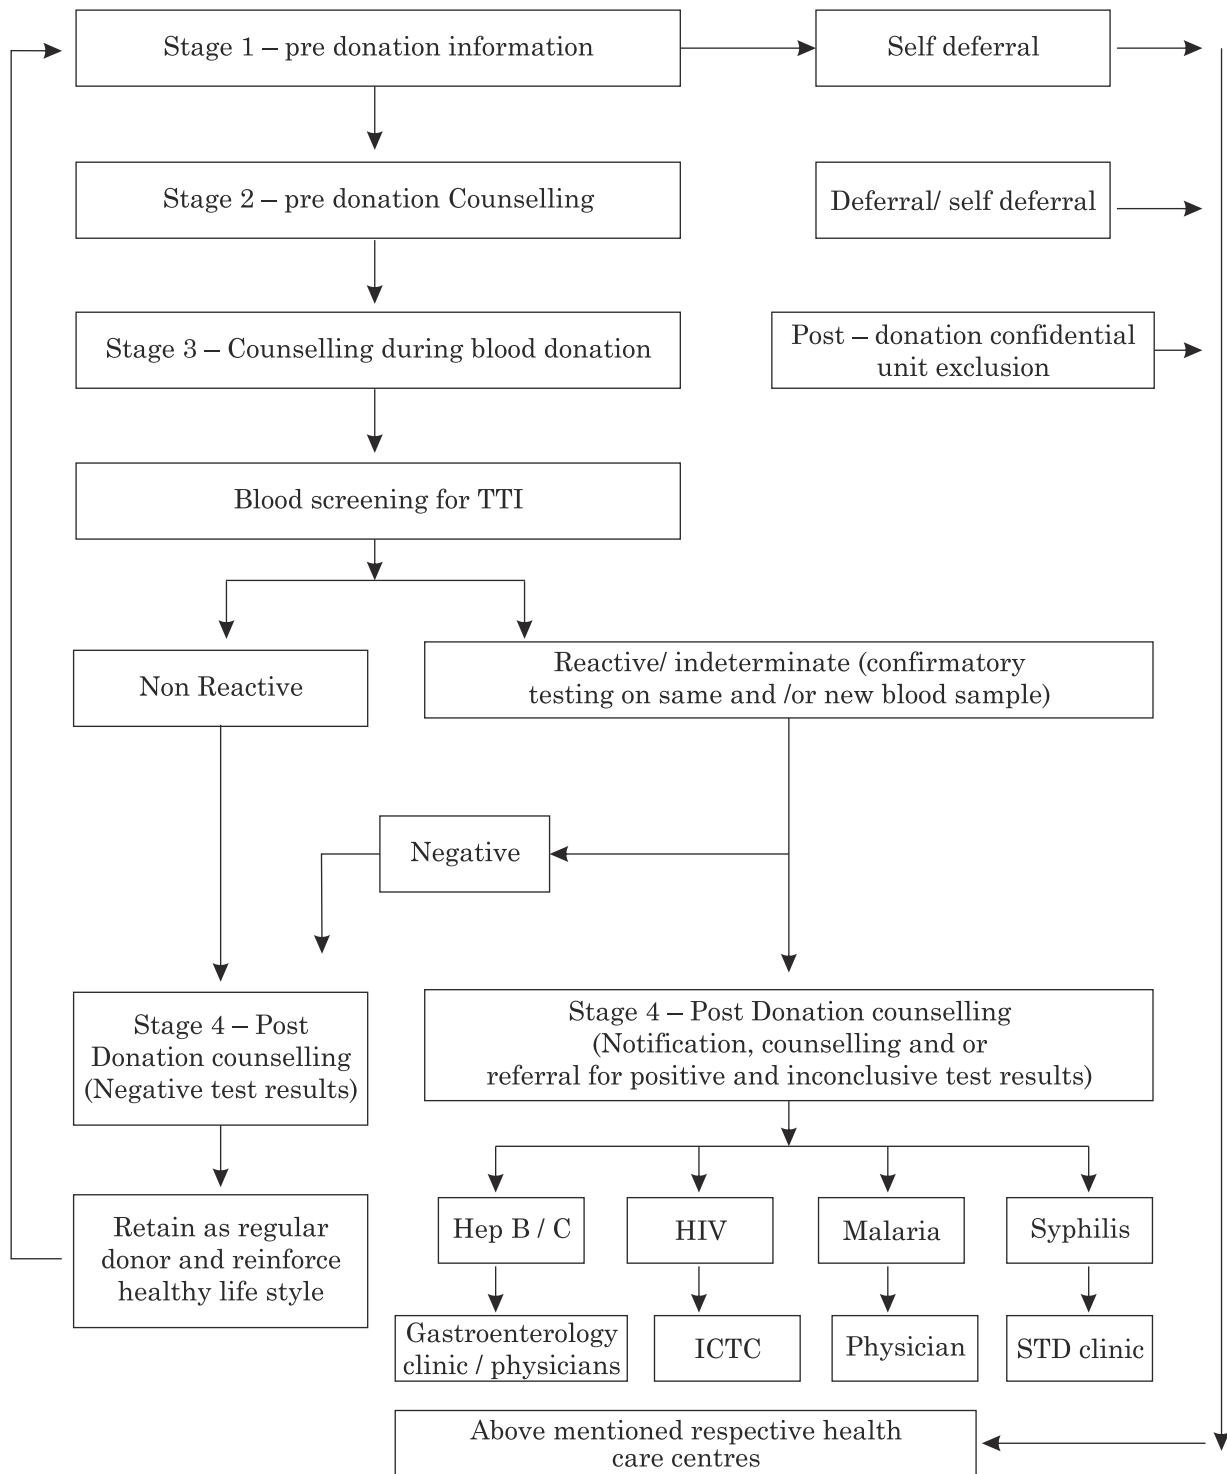 Stage 1 – pre donation information
Self deferral
Stage 2 – pre donation Counselling
Deferral/ self deferral
Stage 3 – Counselling during blood donation
Post – donation confidential
unit exclusion
Blood screening for TTI
Non Reactive
Reactive/ indeterminate (confirmatory
testing on same and /or new blood sample)
Negative
Stage 4 – Post
Donation counselling
(Negative test results)
Stage 4 – Post Donation counselling
(Notification, counselling and or
referral for positive and inconclusive test results)
Retain as regular
donor and reinforce
healthy life style
Hep B / C
HIV
Malaria
Syphilis
Gastroenterology
clinic / physicians
ICTC
Physician
STD clinic
Above mentioned respective health
care centres